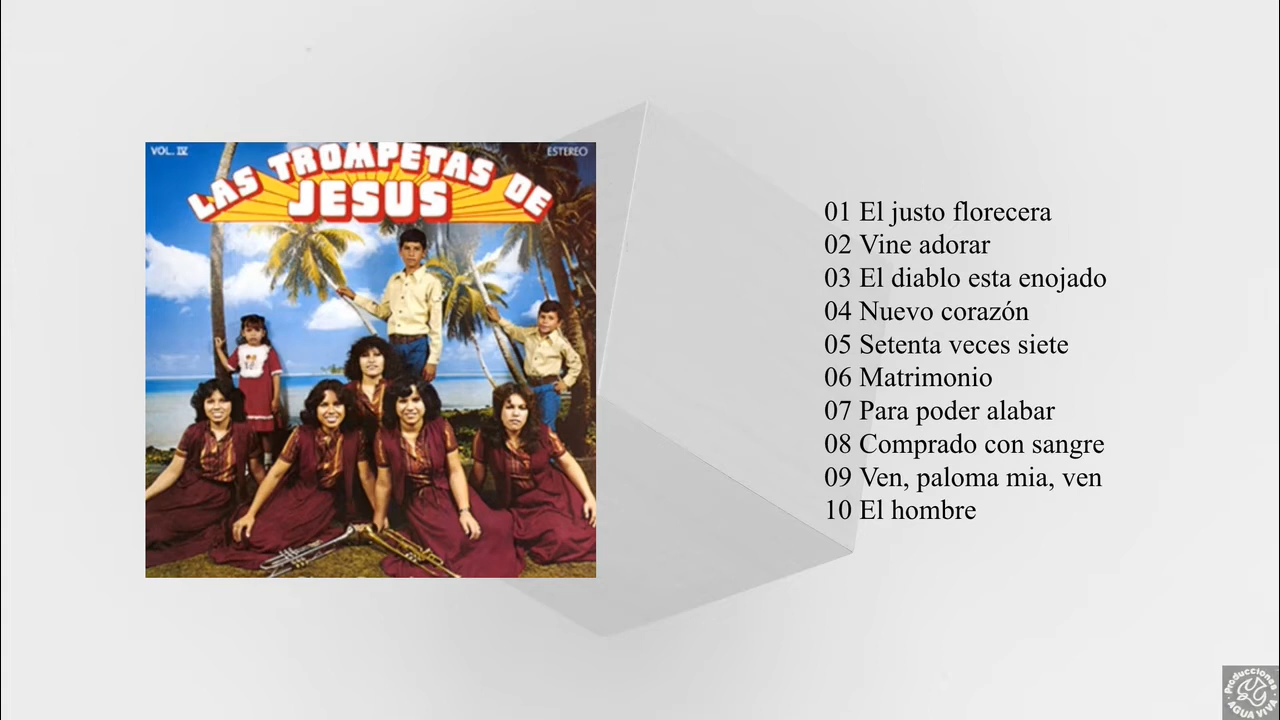 VOL. IV
ESTEREO
LAS TROMPETAS DE
JESUS
01 El justo florecera
02 Vine adorar
03 El diablo esta enojado
04 Nuevo corazón
05 Setenta veces siete
06 Matrimonio
07 Para poder alabar
08 Comprado con sangre
09 Ven, paloma mia, ven
10 El hombre
Producciones
AGUA VIVA